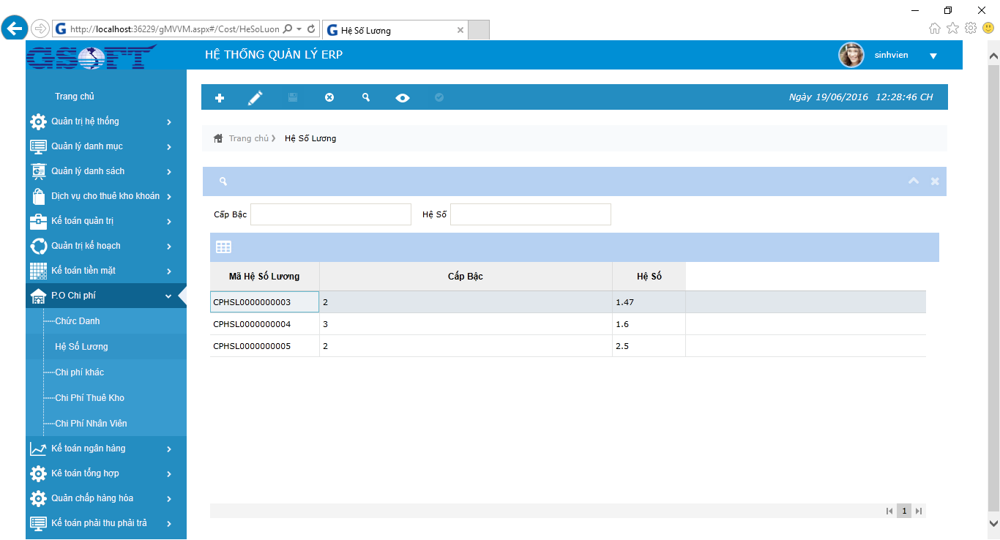 http://localhost:36229/gMVVM.aspx#/Cost/HeSoLuon
G Hệ Số Lương
GSOFT
HỆ THỐNG QUẢN LÝ ERP
sinhvien
Ngày 19/06/2016 12:28:46 CH
Trang chủ
Quản trị hệ thống
Quản lý danh mục
Quản lý danh sách
Dịch vụ cho thuê kho khoán
Kế toán quản trị
Quản trị kế hoạch
Kế toán tiền mặt
P.O Chi phí
Chức Danh
Hệ Số Lương
Chi phí khác
Chi Phí Thuê Kho
Chi Phí Nhân Viên
Kế toán ngân hàng
Kê toán tổng hợp
Quản chấp hàng hóa
Kế toán phải thu phải trả
Trang chủ Hệ Số Lương
Cấp Bậc Hệ Số
Mã Hệ Số Lương Cấp Bậc Hệ Số
CPHSL0000000003 2 1.47
CPHSL0000000004 3 1.6
CPHSL0000000005 2 2.5
1